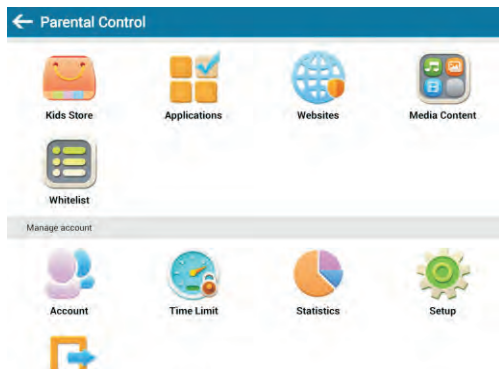 Parental Control
Kids Store Applications Websites Media Content
Whitelist
Manage account
Account Time Limit Statistics Setup